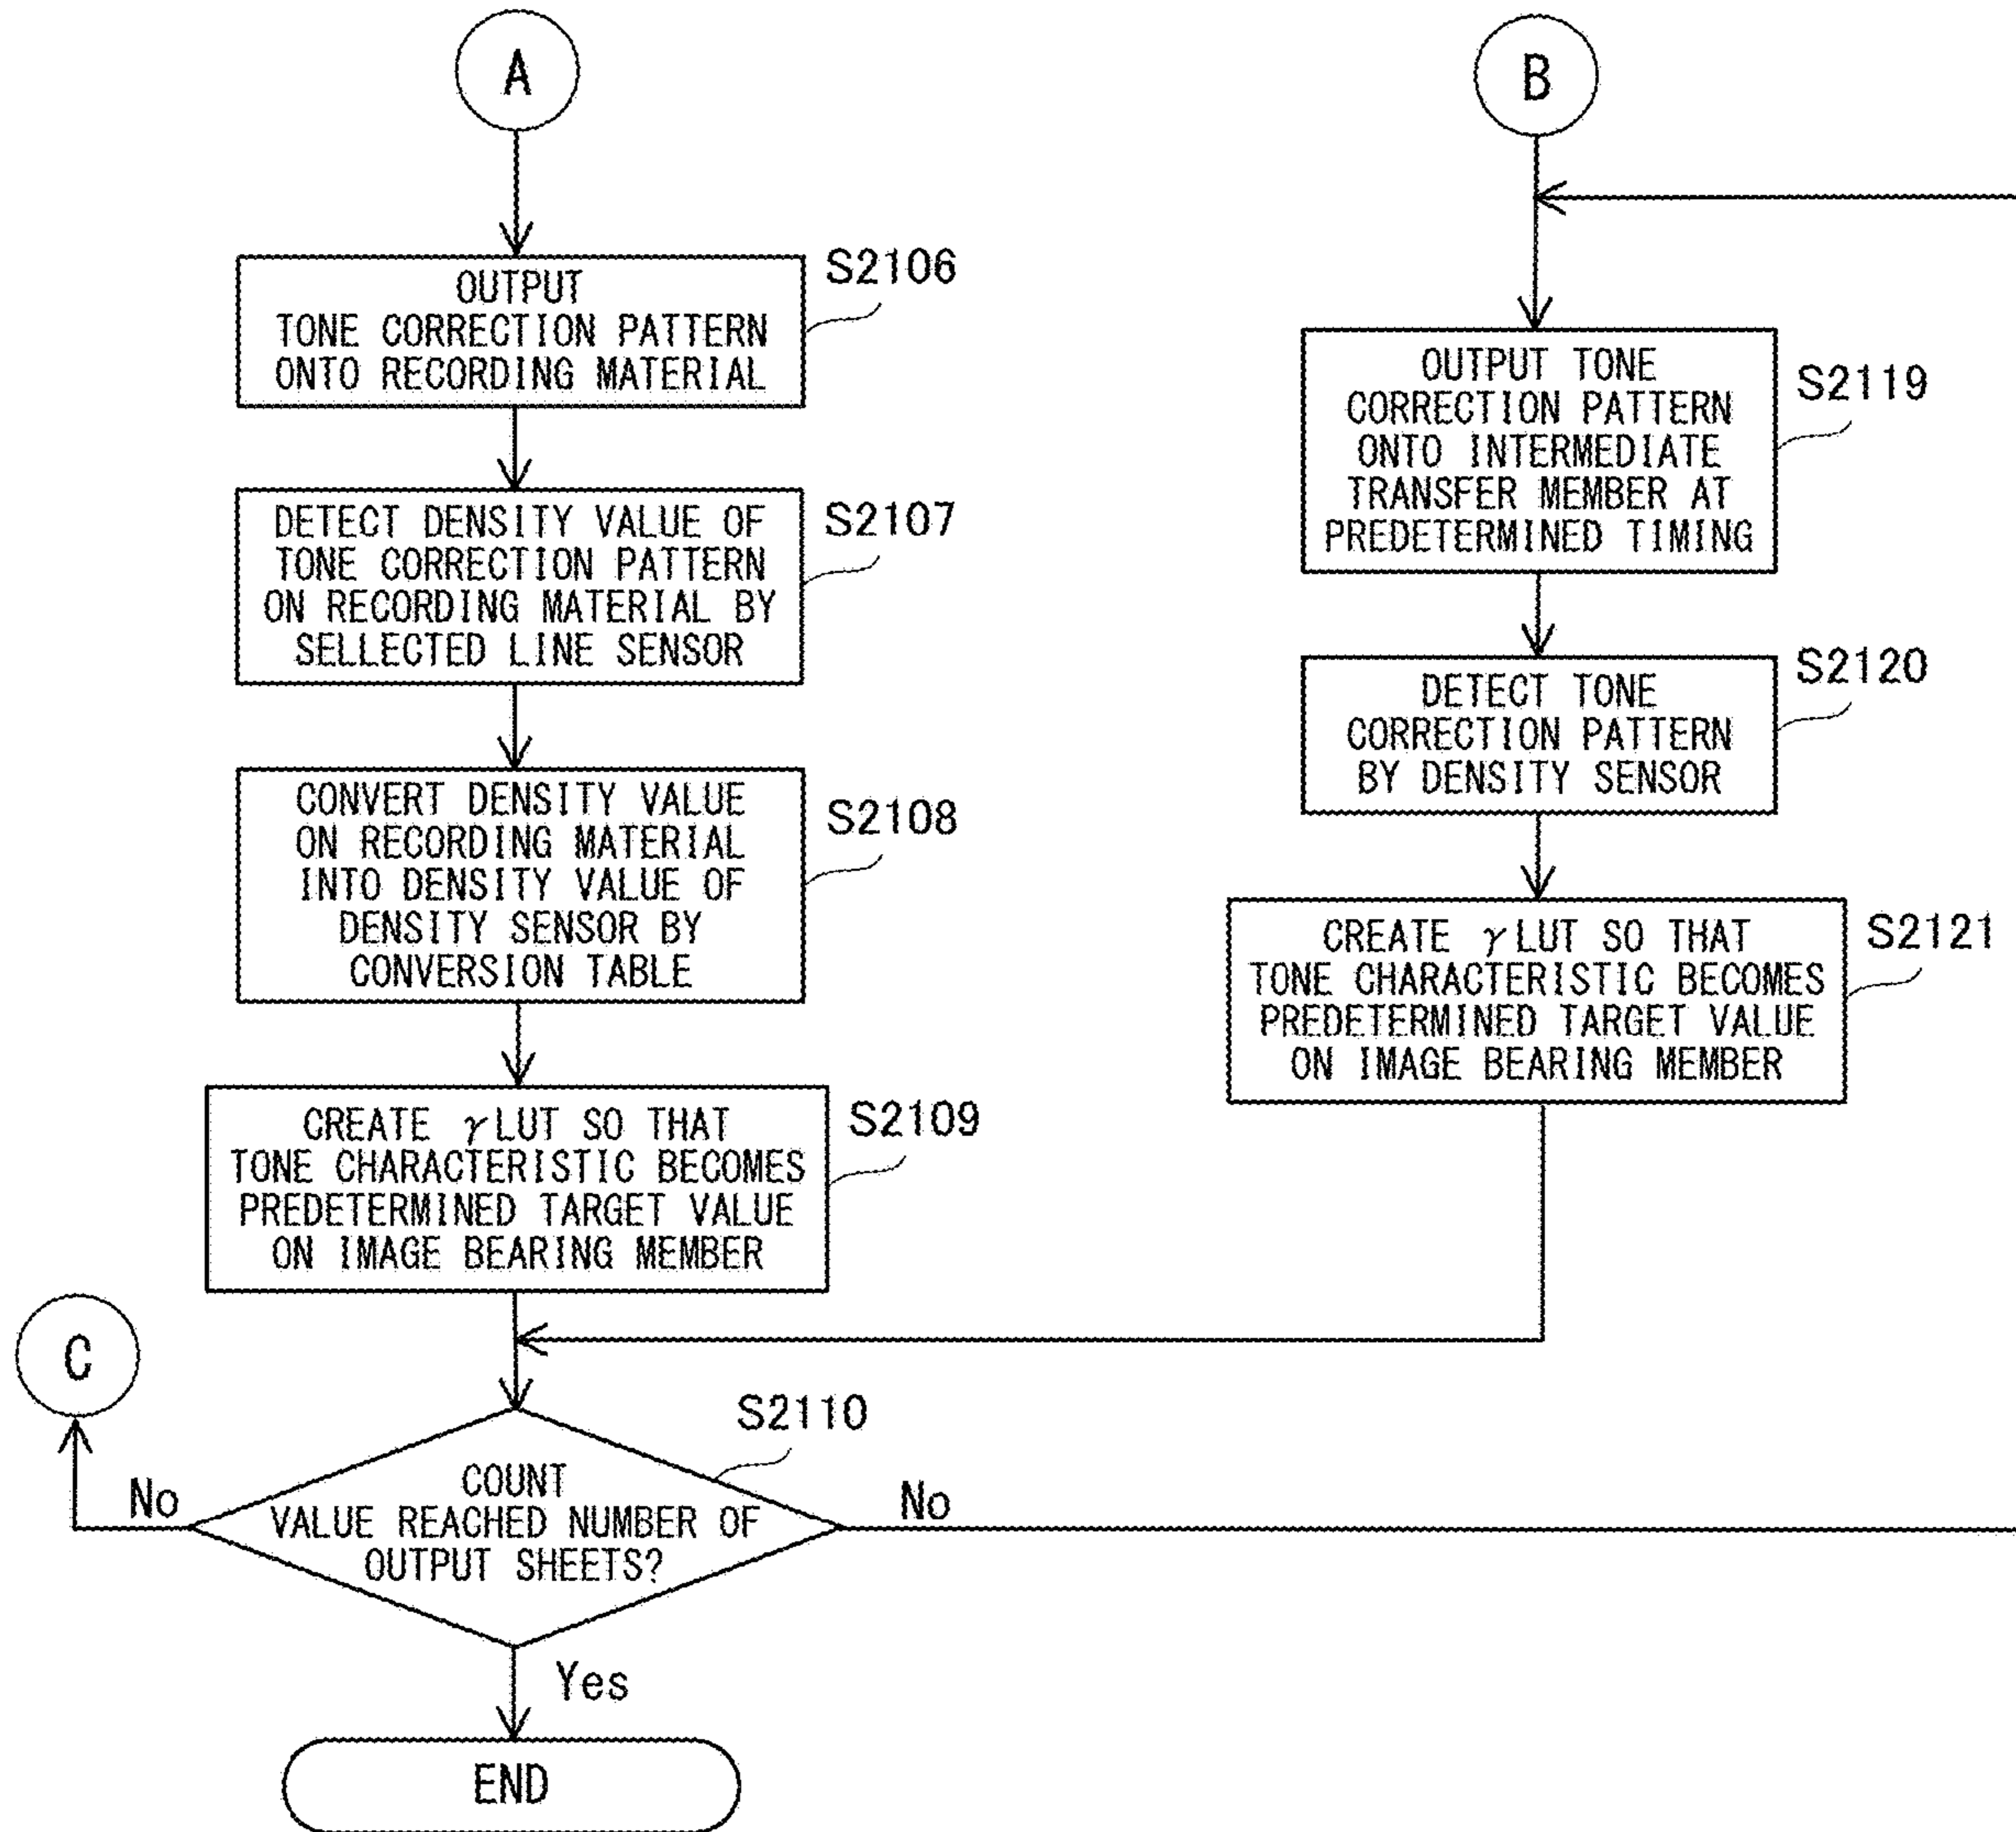 A
OUTPUT
TONE CORRECTION PATTERN
ONTO RECORDING MATERIAL
S2106
DETECT DENSITY VALUE OF
TONE CORRECTION PATTERN
ON RECORDING MATERIAL BY
SELLECTED LINE SENSOR
S2107
CONVERT DENSITY VALUE
ON RECORDING MATERIAL
INTO DENSITY VALUE OF
DENSITY SENSOR BY
CONVERSION TABLE
S2108
CREATE γ LUT SO THAT
TONE CHARACTERISTIC BECOMES
PREDETERMINED TARGET VALUE
ON IMAGE BEARING MEMBER
S2109
C
No
COUNT
VALUE REACHED NUMBER OF
OUTPUT SHEETS?
S2110
No
Yes
END
B
OUTPUT TONE
CORRECTION PATTERN
ONTO INTERMEDIATE
TRANSFER MEMBER AT
PREDETERMINED TIMING
S2119
DETECT TONE
CORRECTION PATTERN
BY DENSITY SENSOR
S2120
CREATE γ LUT SO THAT
TONE CHARACTERISTIC BECOMES
PREDETERMINED TARGET VALUE
ON IMAGE BEARING MEMBER
S2121